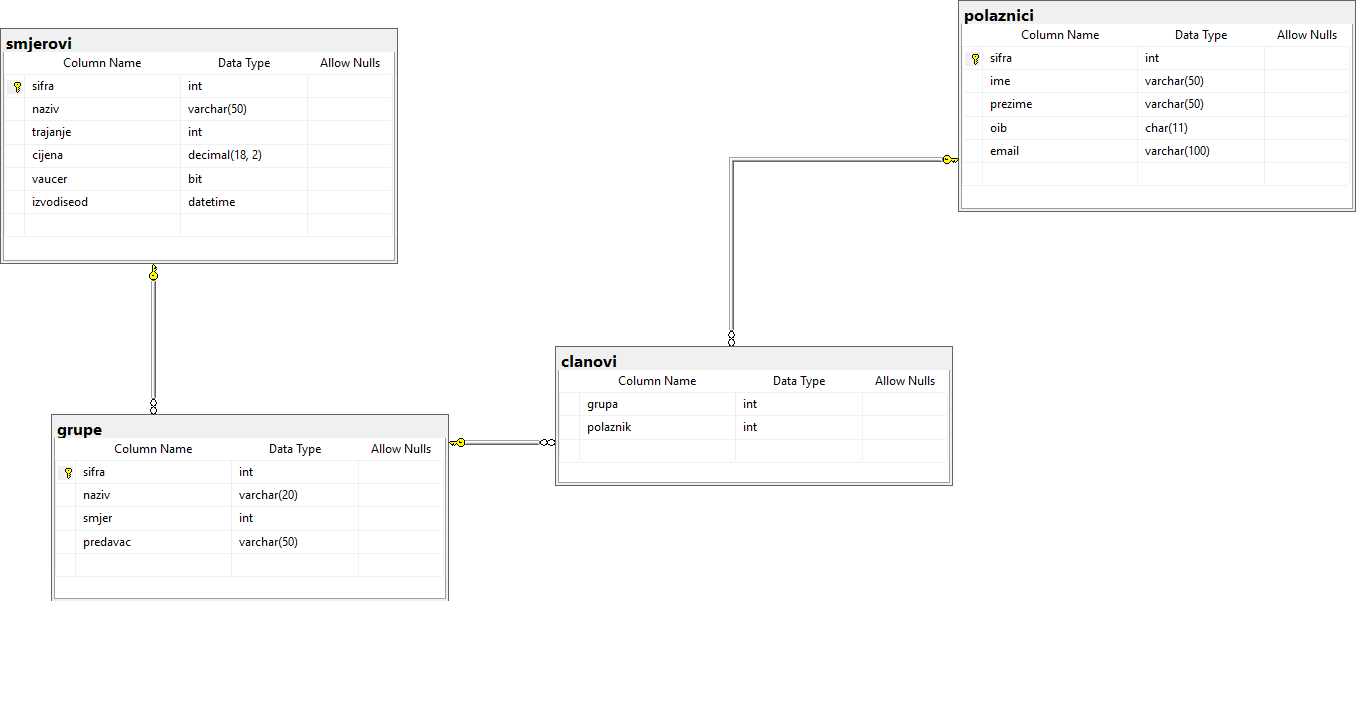 smjerovi
Column Name Data Type Allow Nulls
sifra int
naziv varchar(50)
trajanje int
cijena decimal(18, 2)
vaucer bit
izvodiseod datetime
polaznici
Column Name Data Type Allow Nulls
sifra int
ime varchar(50)
prezime varchar(50)
oib char(11)
email varchar(100)
clanovi
Column Name Data Type Allow Nulls
grupa int
polaznik int
grupe
Column Name Data Type Allow Nulls
sifra int
naziv varchar(20)
smjer int
predavac varchar(50)